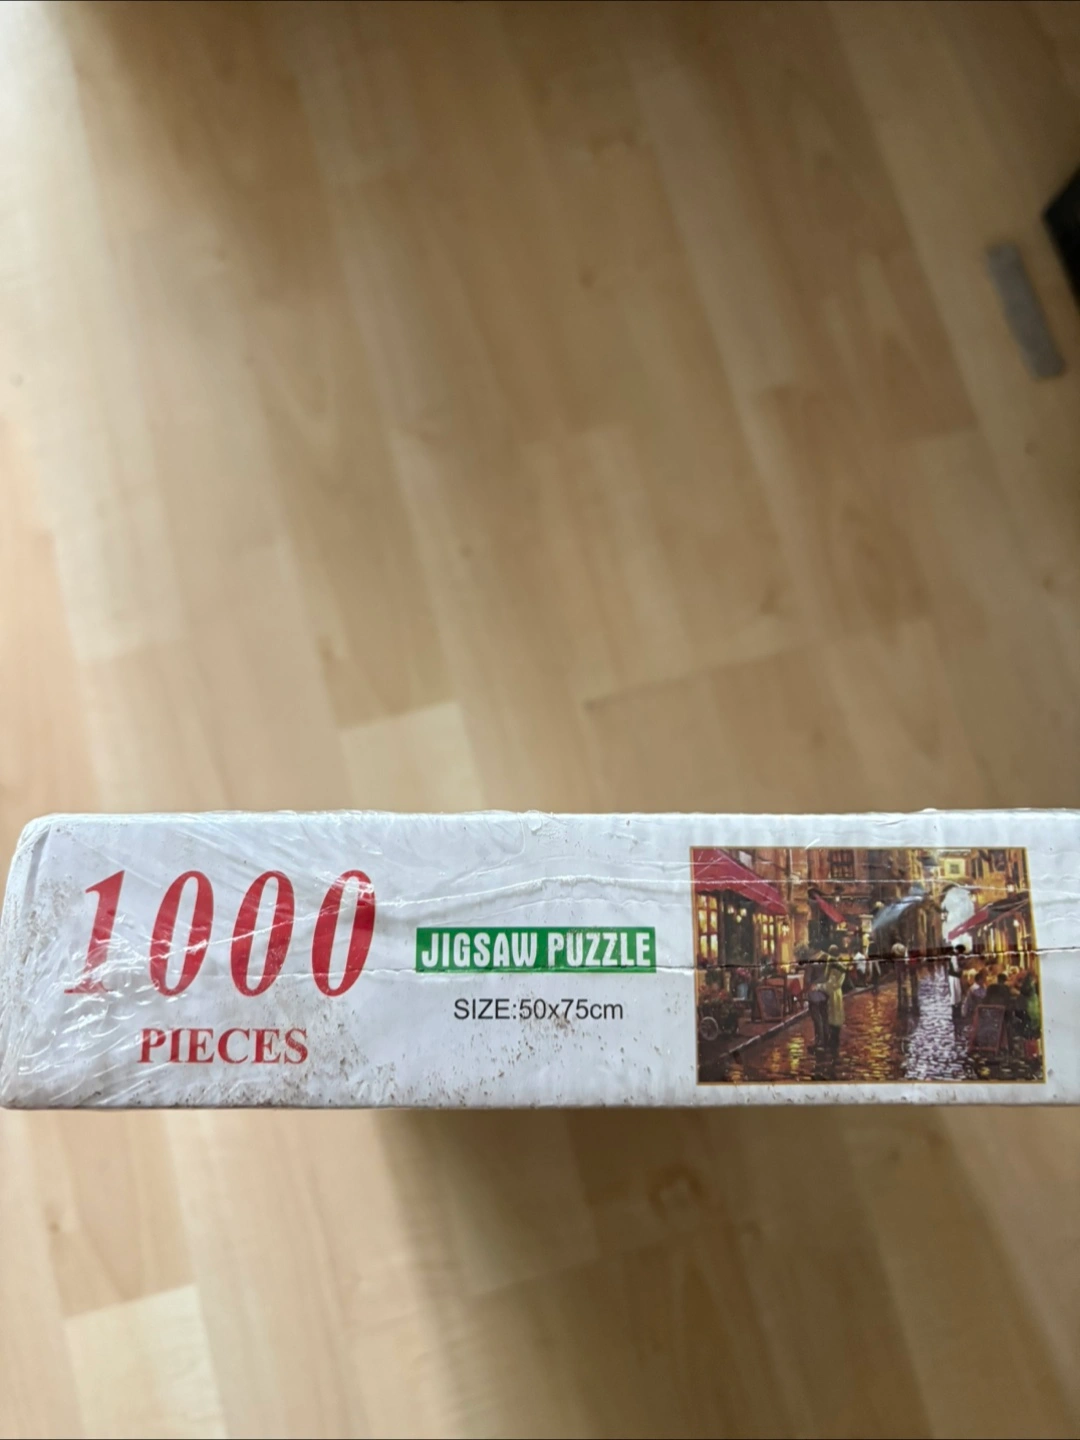 1000
PIECES
JIGSAW PUZZLE
SIZE:50x75cm